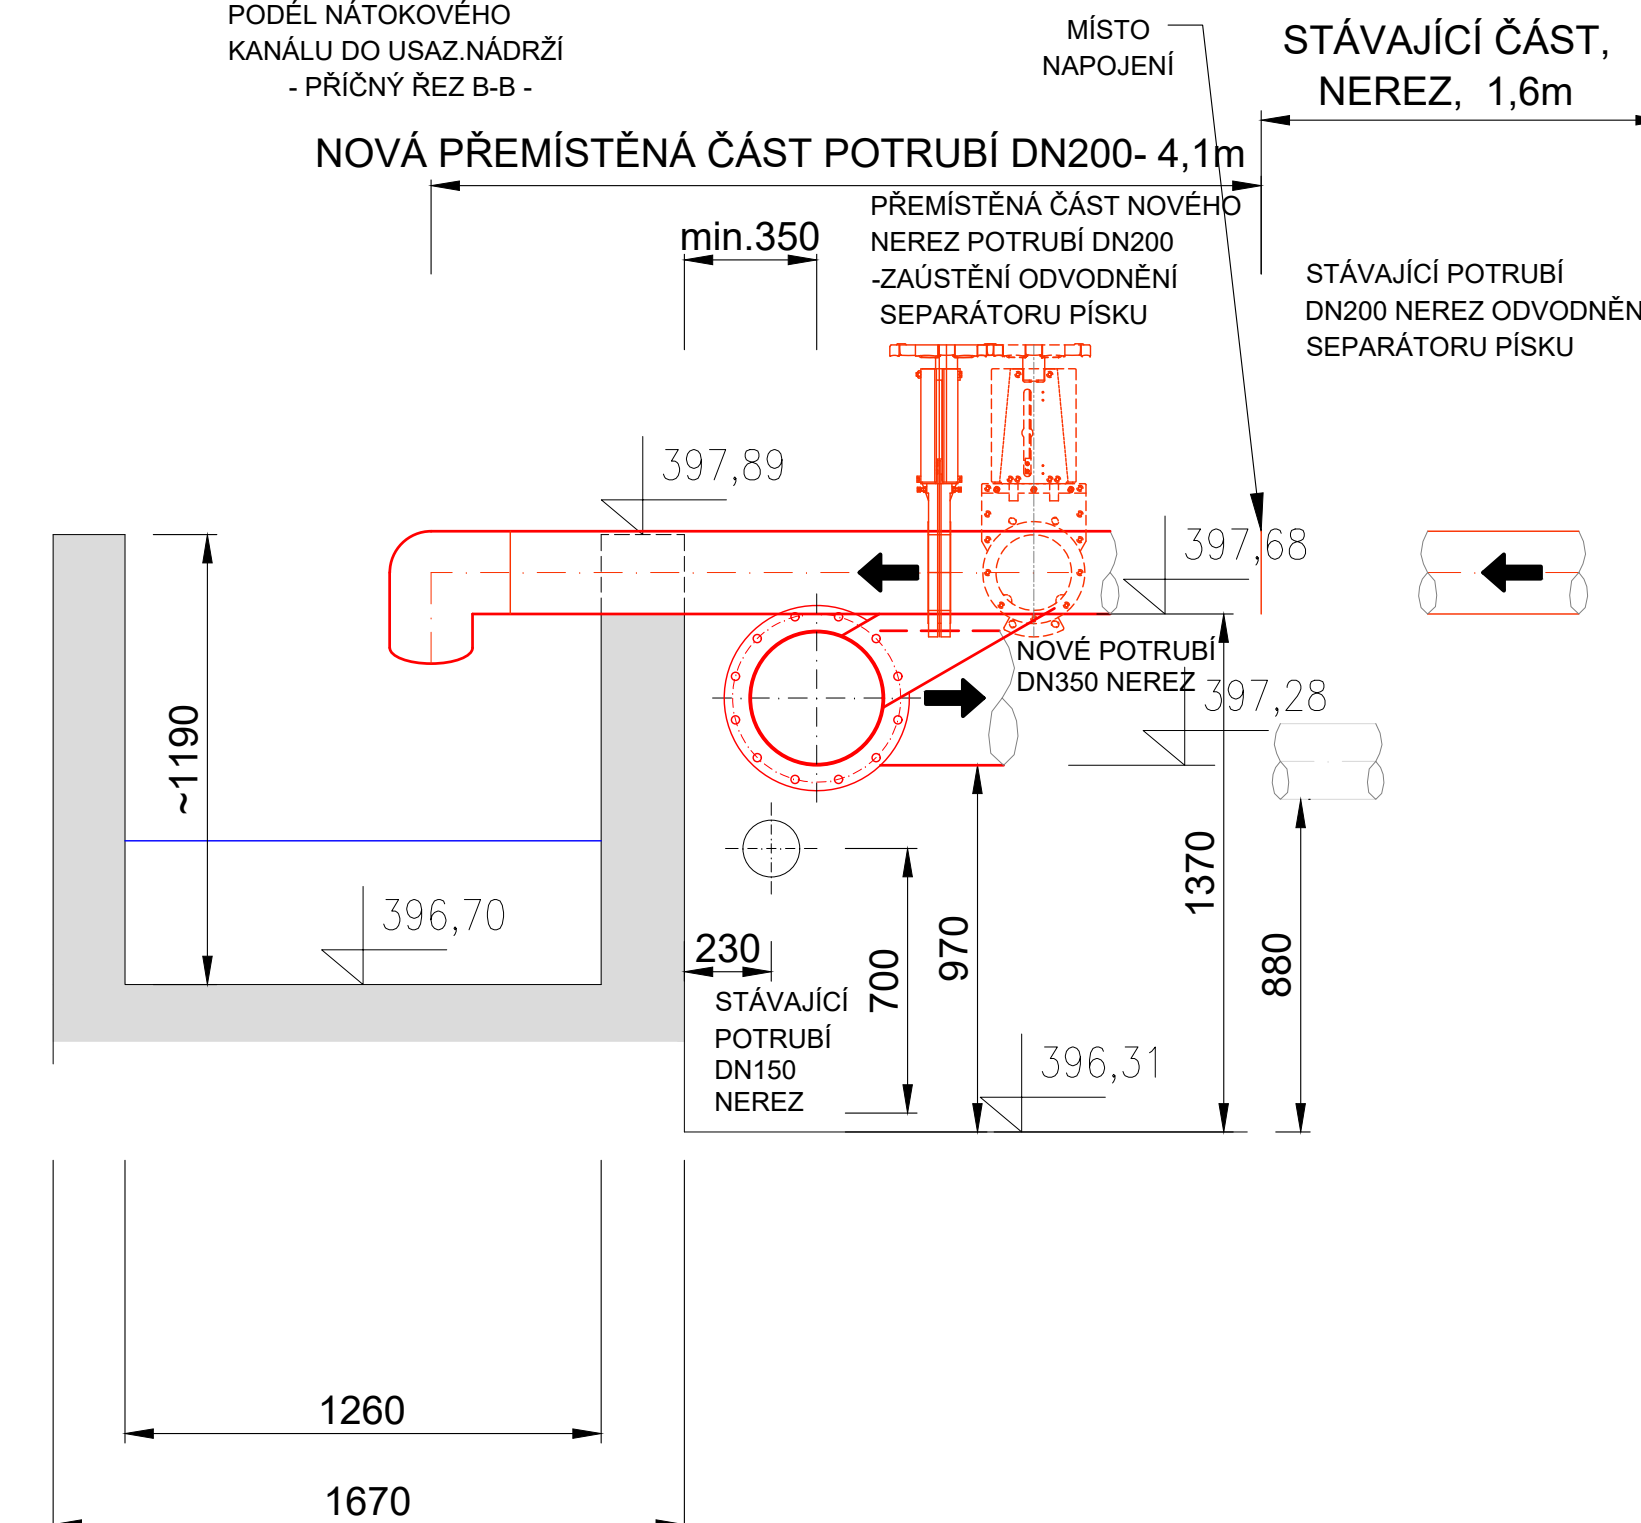 PODÉL NÁTOKOVÉHO
KANÁLU DO USAZ.NÁDRŽÍ
- PŘÍČNÝ ŘEZ B-B -
MÍSTO
NAPOJENÍ
STÁVAJÍCÍ ČÁST,
NEREZ, 1,6m
NOVÁ PŘEMÍSTĚNÁ ČÁST POTRUBÍ DN200- 4,1m
min.350
PŘEMÍSTĚNÁ ČÁST NOVÉHO
NEREZ POTRUBÍ DN200
-ZAÚSTĚNÍ ODVODNĚNÍ
SEPARÁTORU PÍSKU
STÁVAJÍCÍ POTRUBÍ
DN200 NEREZ ODVODNĚN
SEPARÁTORU PÍSKU
397,89
397,68
NOVÉ POTRUBÍ
DN350 NEREZ
397,28
~1190
396,70
230
700
970
1370
880
STÁVAJÍCÍ
POTRUBÍ
DN150
NEREZ
396,31
1260
1670